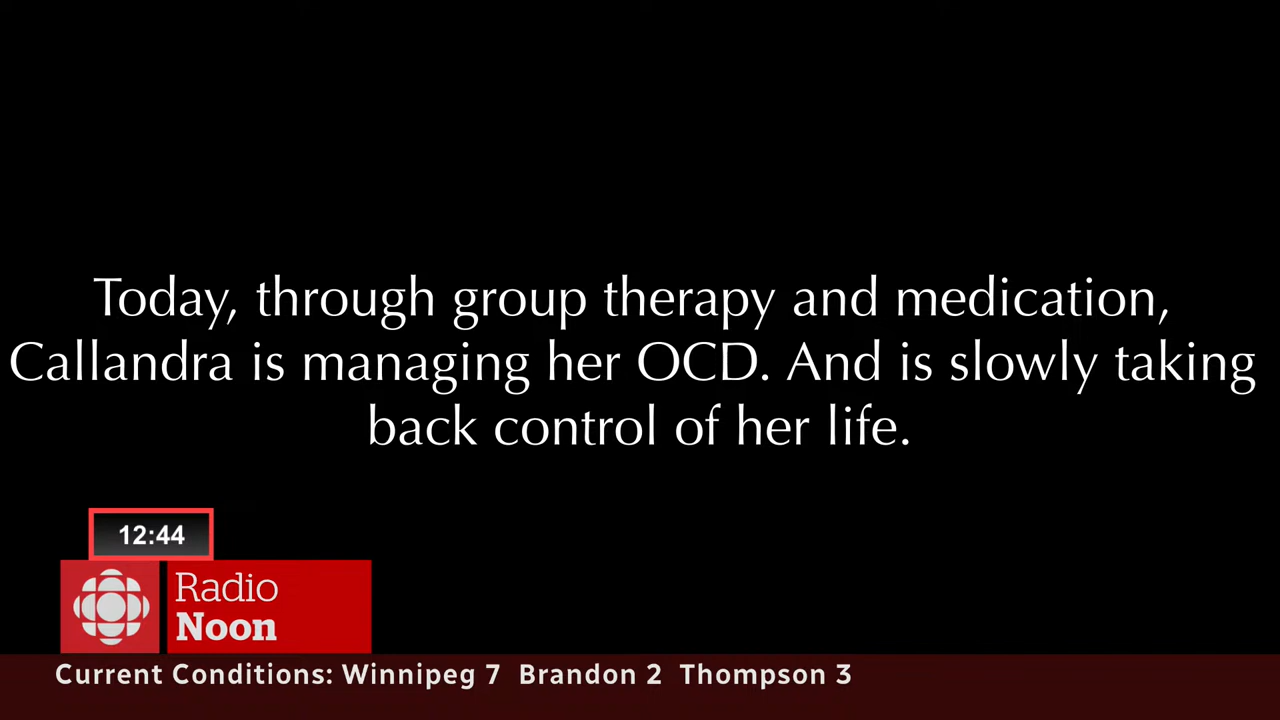 Today, through group therapy and medication,
Callandra is managing her OCD. And is slowly taking
back control of her life.
12:44
Radio
Noon
Current Conditions: Winnipeg 7 Brandon 2 Thompson 3